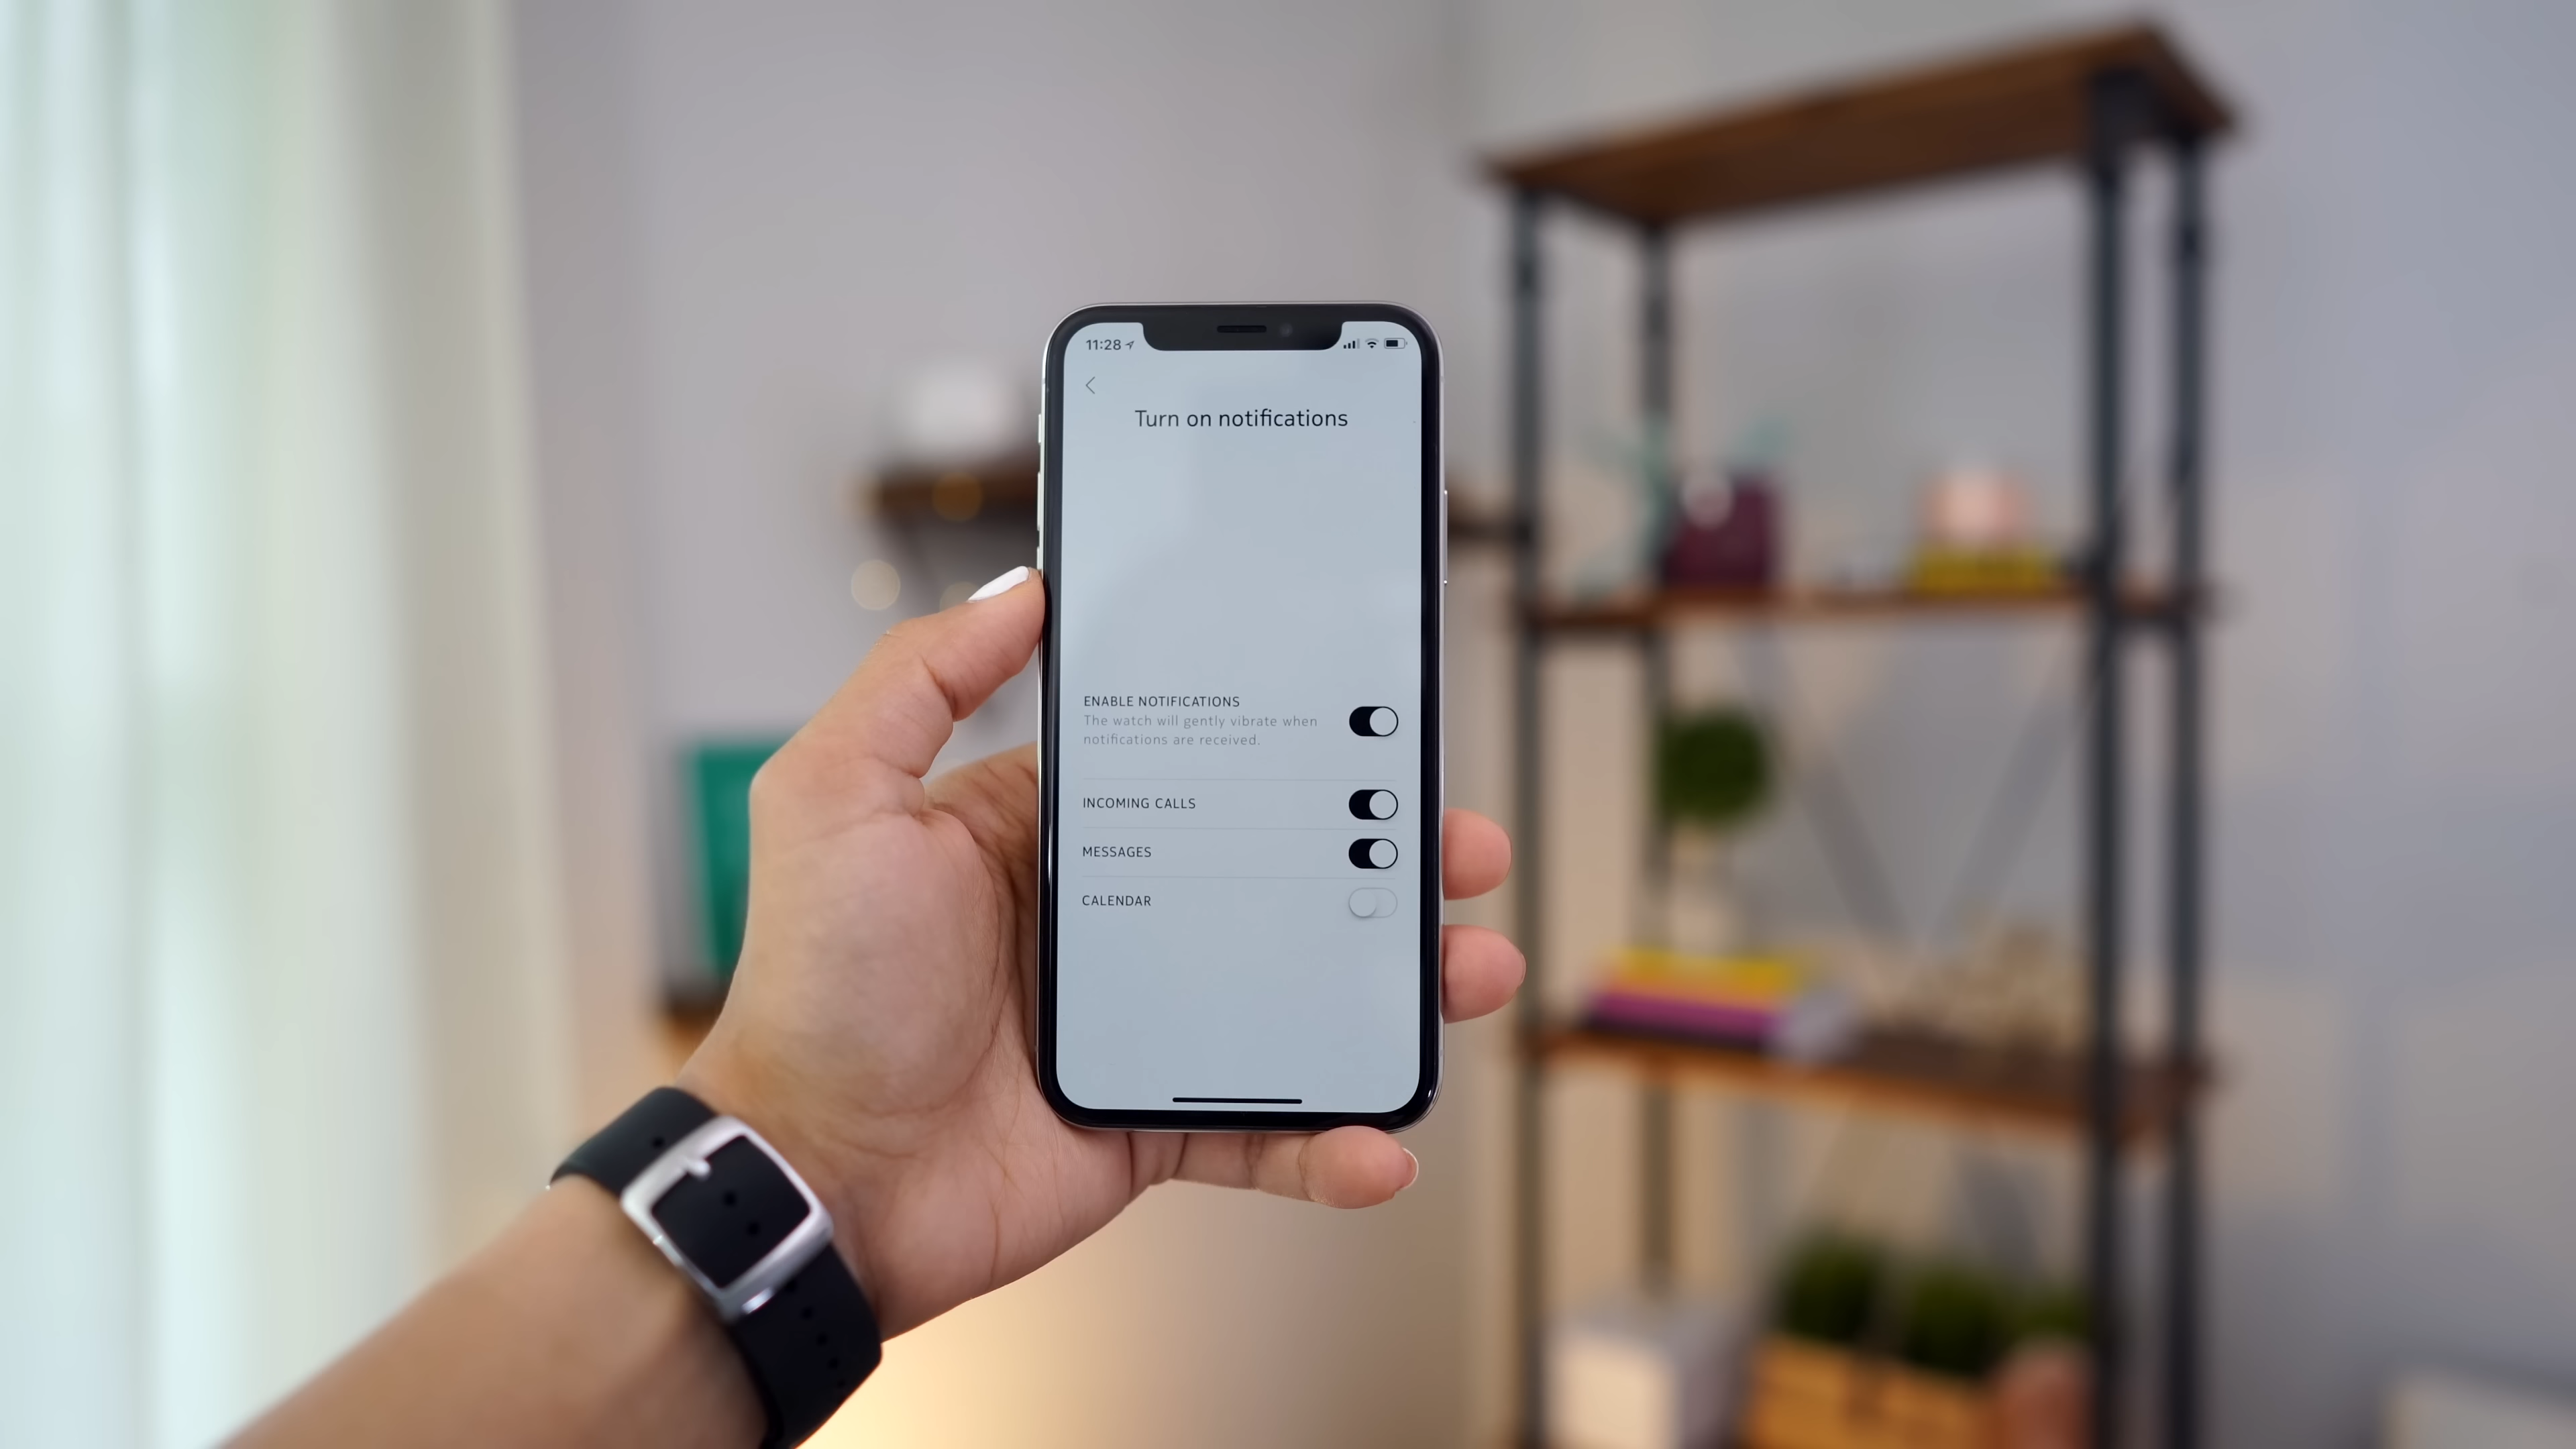 11:28
Turn on notifications
ENABLE NOTIFICATIONS
The watch will gently vibrate when
notifications are received.
INCOMING CALLS
MESSAGES
CALENDAR